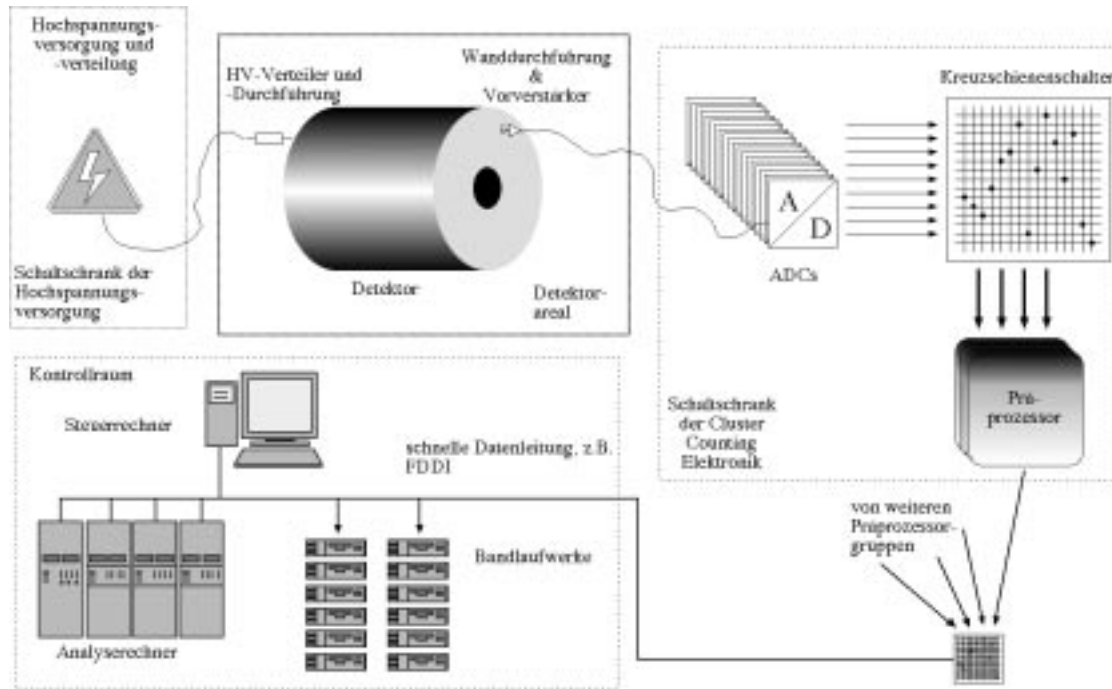 Hochspannungs-
versorgung und
-verteilung
Schaltschrank der
Hochspannungs-
versorgung
HV-Verteiler und
-Durchführung
Wanddurchführung
&
Vorverstärker
Detektor
Detektor-
areal
A
D
ADCs
Kreuzschienenschalter
Prä-
prozessor
Schaltschrank
der Cluster
Counting
Elektronik
Kontrollraum
Steuerrechner
schnelle Datenleitung, z.B.
FDDI
Bandlaufwerke
Analyserechner
von weiteren
Präprozessor-
gruppen